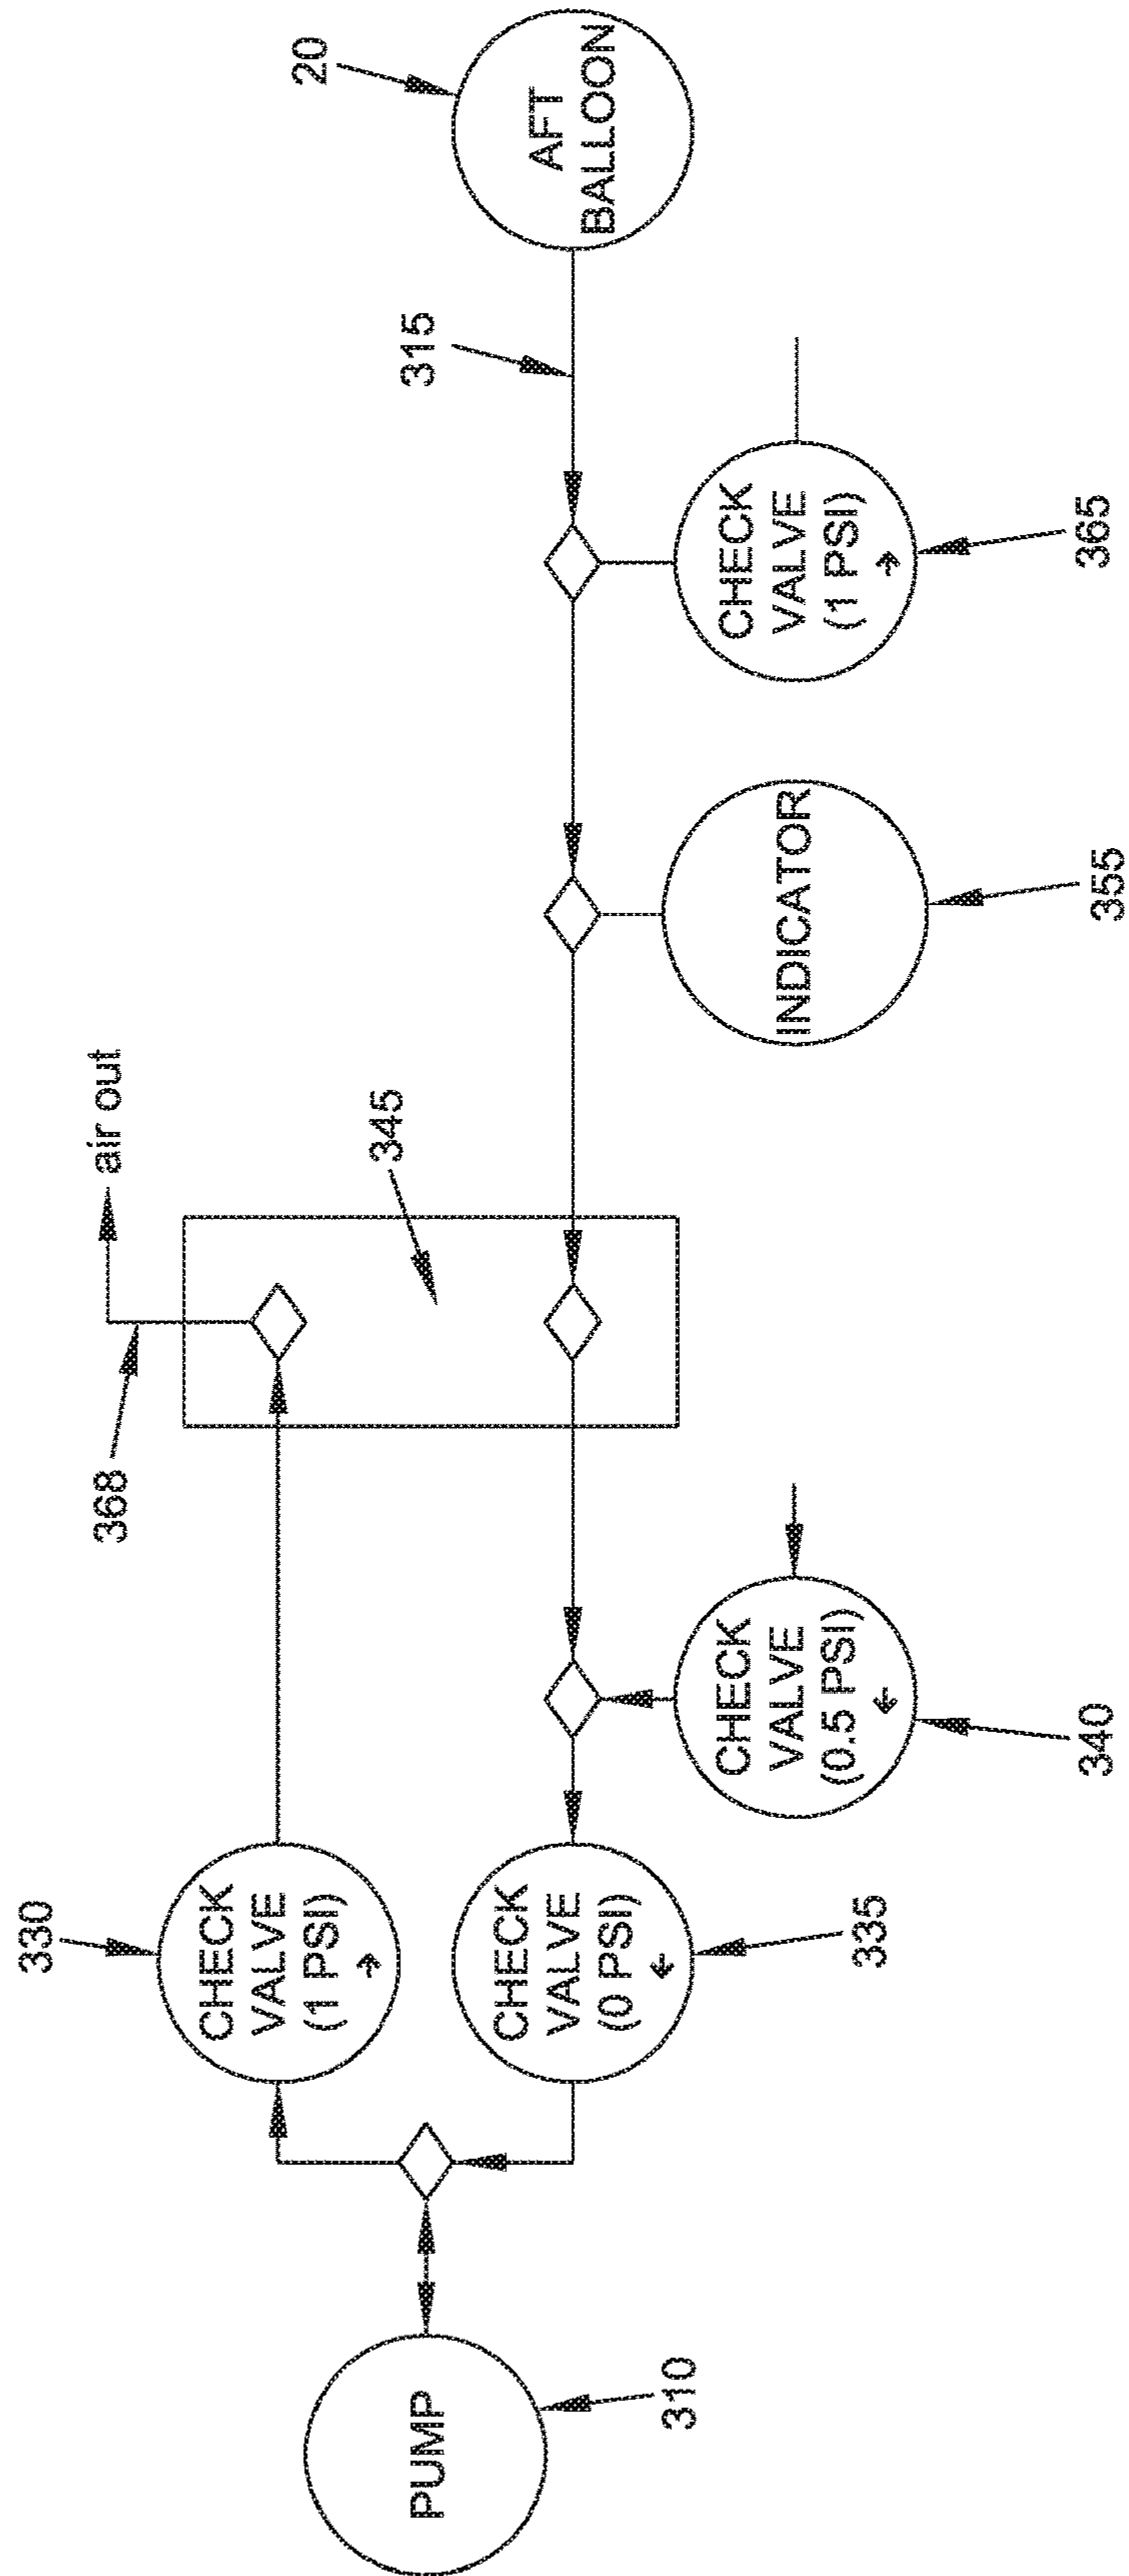 20
AFT
BALLOON
315
CHECK
VALVE
(1 PSI)
→
365
INDICATOR
355
air out
345
368
CHECK
VALVE
(0.5 PSI)
←
340
330
CHECK
VALVE
(1 PSI)
→
CHECK
VALVE
(0 PSI)
←
335
PUMP
310